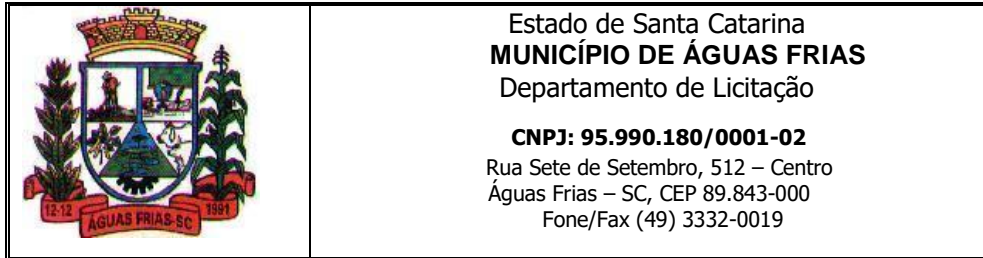 Estado de Santa Catarina
MUNICÍPIO DE ÁGUAS FRIAS
Departamento de Licitação
CNPJ: 95.990.180/0001-02
Rua Sete de Setembro, 512 – Centro
Águas Frias – SC, CEP 89.843-000
Fone/Fax (49) 3332-0019
12-12
ÁGUAS FRIAS-SC
1991